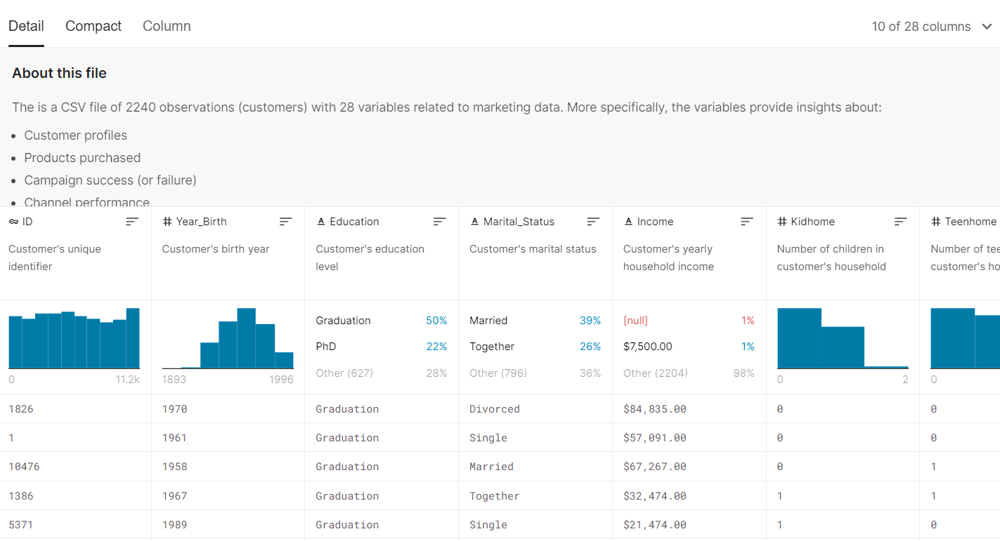 Detail Compact Column 10 of 28 columns
About this file
The is a CSV file of 2240 observations (customers) with 28 variables related to marketing data. More specifically, the variables provide insights about:
Customer profiles
Products purchased
Campaign success (or failure)
Channel performance
ID Year_Birth Education Marital_Status Income Kidhome Teenhome
Customer's unique Customer's birth year Customer's education Customer's marital status Customer's yearly Number of children in Number of tee
identifier level household income customer's household customer's ho
Graduation 50% Married 39% [null] 1%
PhD 22% Together 26% $7,500.00 1%
Other (627) 28% Other (796) 36% Other (2204) 98%
0 11.2k 1893 1996 0 2 0
1826 1970 Graduation Divorced $84,835.00 0 0
1 1961 Graduation Single $57,091.00 0 0
10476 1958 Graduation Married $67,267.00 0 1
1386 1967 Graduation Together $32,474.00 1 1
5371 1989 Graduation Single $21,474.00 1 0